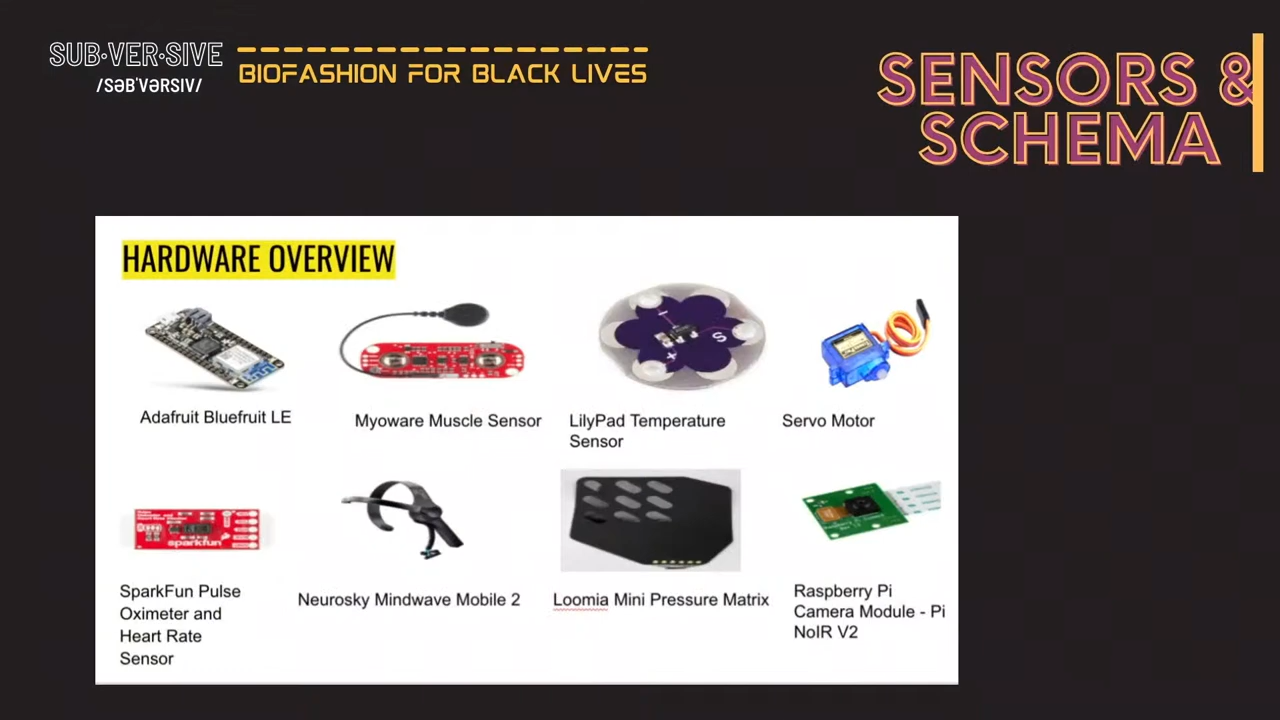 SUB·VER·SIVE
/SƏBˈVƏRSIV/
BIOFASHION FOR BLACK LIVES
SENSORS &
SCHEMA
HARDWARE OVERVIEW
Adafruit Bluefruit LE
Myoware Muscle Sensor
LilyPad Temperature
Sensor
Servo Motor
S
sparkfun
SparkFun Pulse
Oximeter and
Heart Rate
Sensor
Neurosky Mindwave Mobile 2
Loomia Mini Pressure Matrix
Raspberry Pi
Camera Module - Pi
NoIR V2